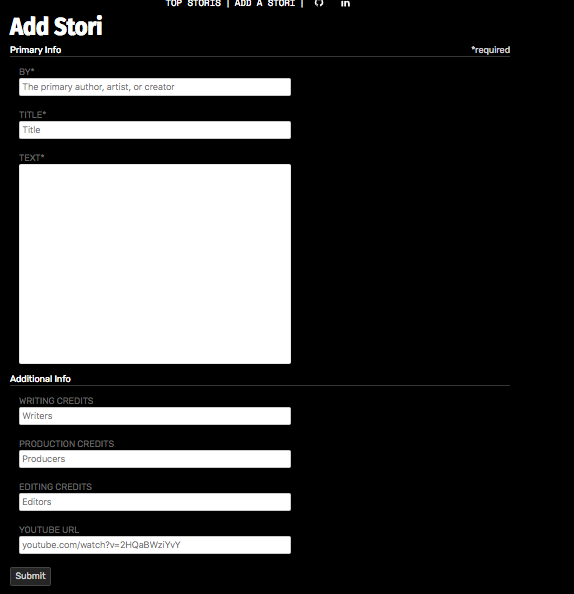 TOP STORIS | ADD A STORI |
Add Stori
Primary Info *required
BY*
The primary author, artist, or creator
TITLE*
Title
TEXT*
Additional Info
WRITING CREDITS
Writers
PRODUCTION CREDITS
Producers
EDITING CREDITS
Editors
YOUTUBE URL
youtube.com/watch?v=2HQaBWziYvY
Submit